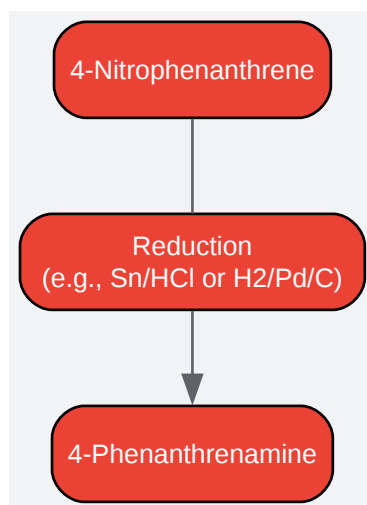 4-Nitrophenanthrene
Reduction
(e.g., Sn/HCl or H2/Pd/C)
4-Phenanthrenamine